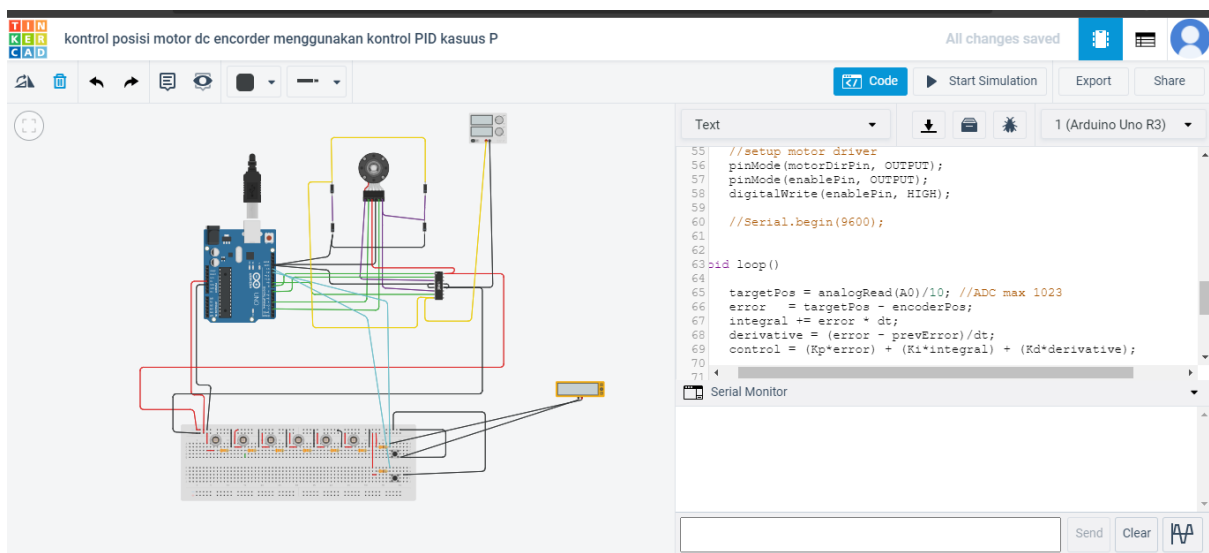 TIN
KER
CAD
kontrol posisi motor dc encorder menggunakan kontrol PID kasuus P
All changes saved
Code
Start Simulation
Export
Share
Text
1 (Arduino Uno R3)
55 //setup motor driver
56 pinMode(motorDirPin, OUTPUT);
57 pinMode(enablePin, OUTPUT);
58 digitalWrite(enablePin, HIGH);
59
60 //Serial.begin(9600);
61
62
63 oid loop()
64
65 targetPos = analogRead(A0)/10; //ADC max 1023
66 error = targetPos - encoderPos;
67 integral += error * dt;
68 derivative = (error - prevError)/dt;
69 control = (Kp*error) + (Ki*integral) + (Kd*derivative);
70
71
Serial Monitor
Send
Clear
UNO